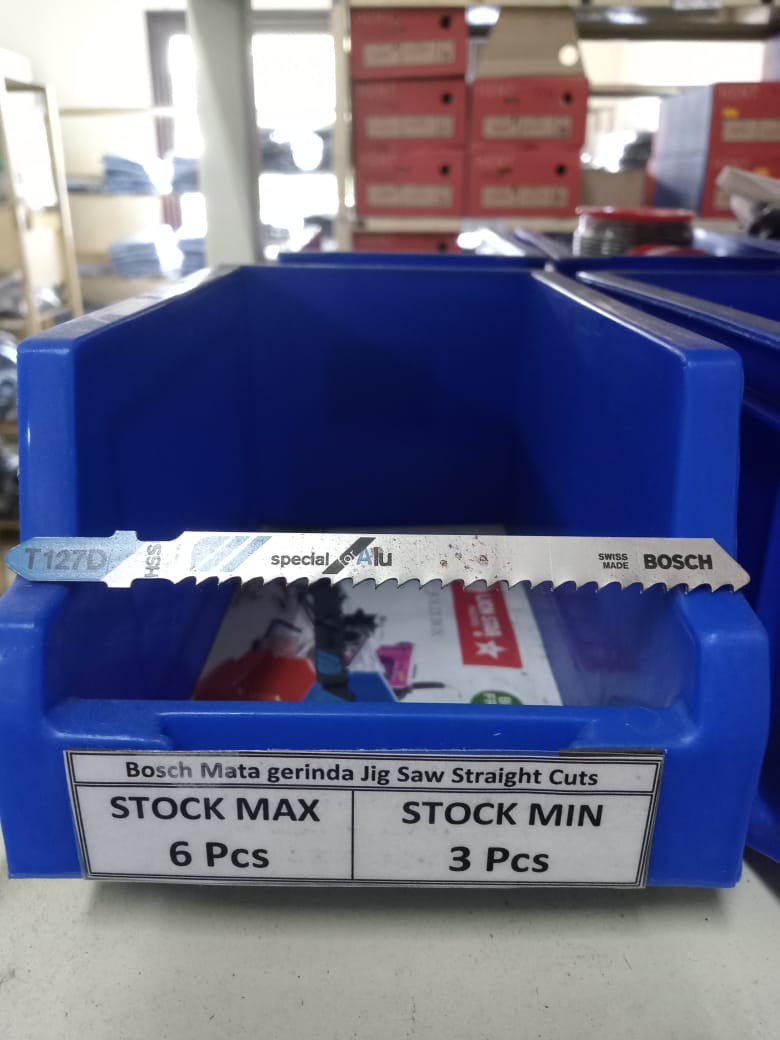 T127D
HSS
special for Alu
SWISS
MADE
BOSCH
Bosch Mata gerinda Jig Saw Straight Cuts
STOCK MAX
STOCK MIN
6 Pcs
3 Pcs